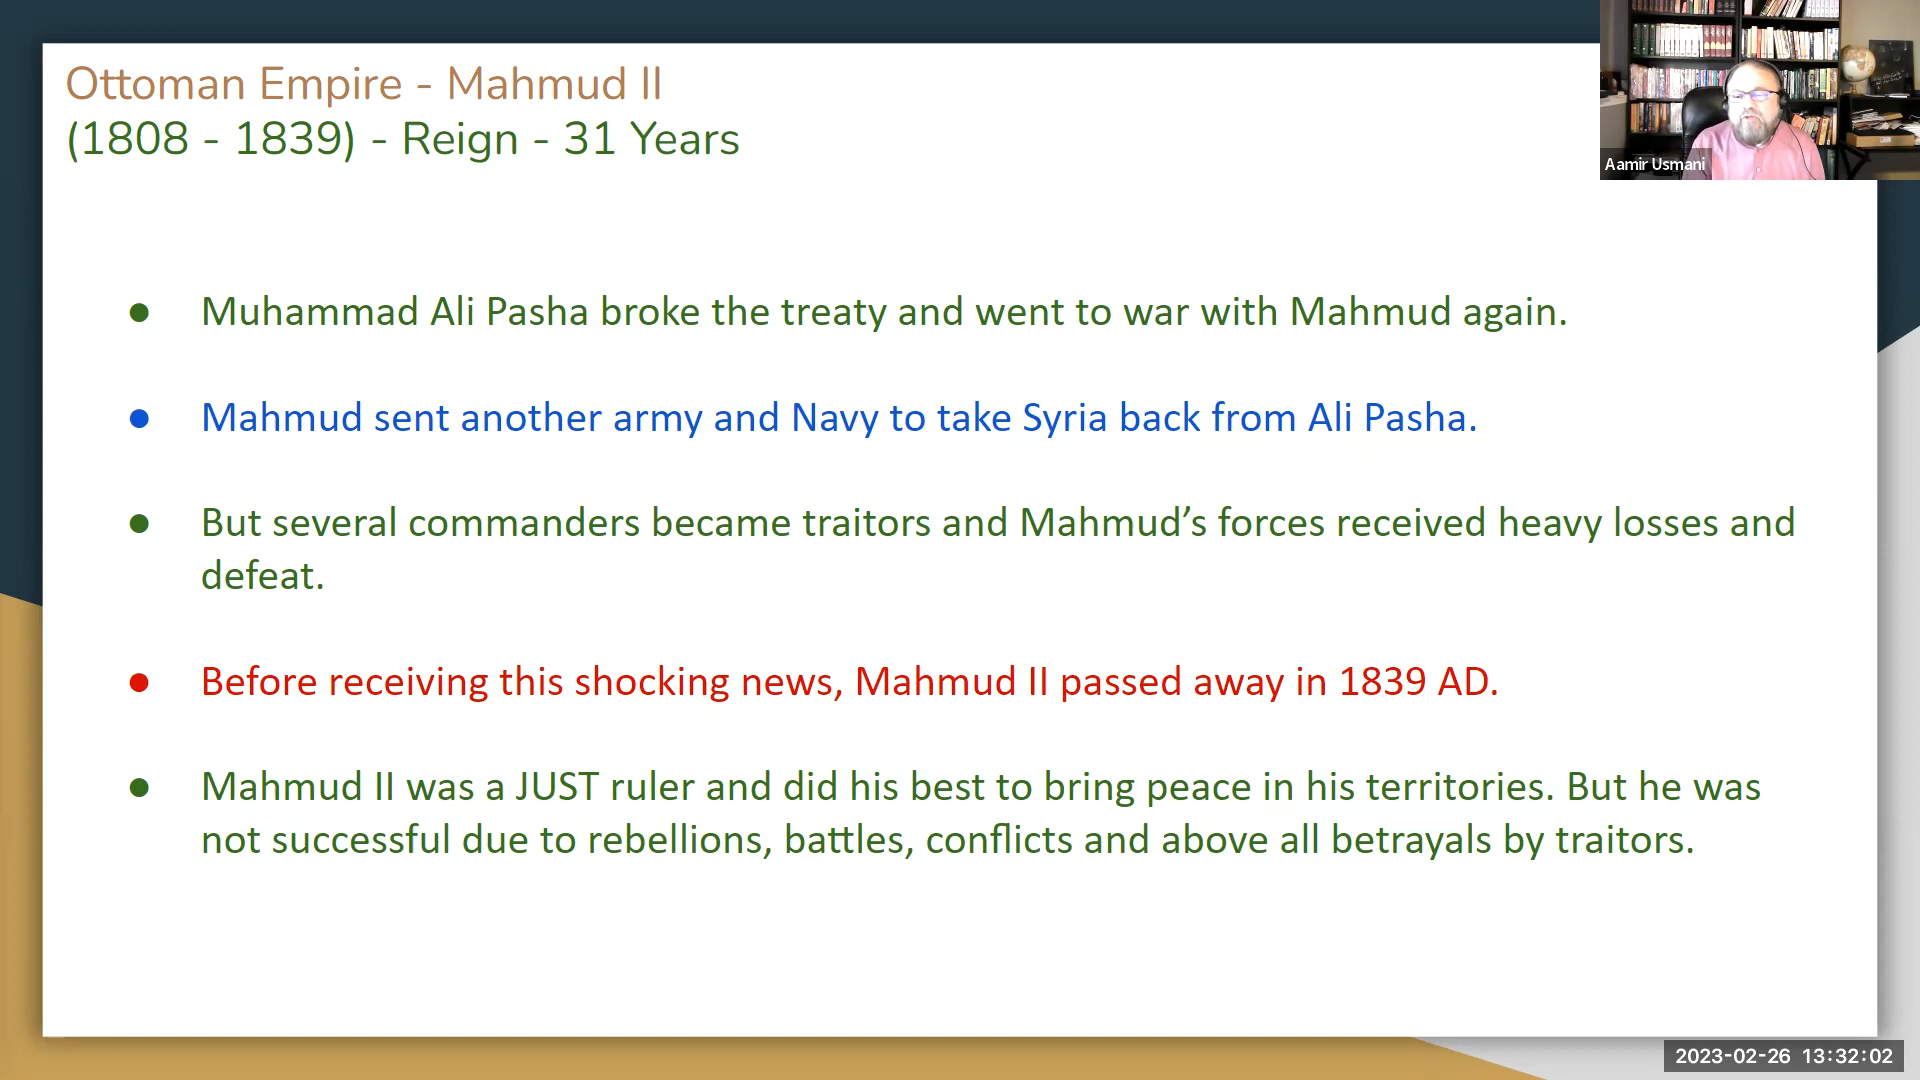 Ottoman Empire - Mahmud II
(1808 - 1839) - Reign - 31 Years
Aamir Usmani
● Muhammad Ali Pasha broke the treaty and went to war with Mahmud again.
● Mahmud sent another army and Navy to take Syria back from Ali Pasha.
● But several commanders became traitors and Mahmud’s forces received heavy losses and
defeat.
● Before receiving this shocking news, Mahmud II passed away in 1839 AD.
● Mahmud II was a JUST ruler and did his best to bring peace in his territories. But he was
not successful due to rebellions, battles, conflicts and above all betrayals by traitors.
2023-02-26 13:32:02